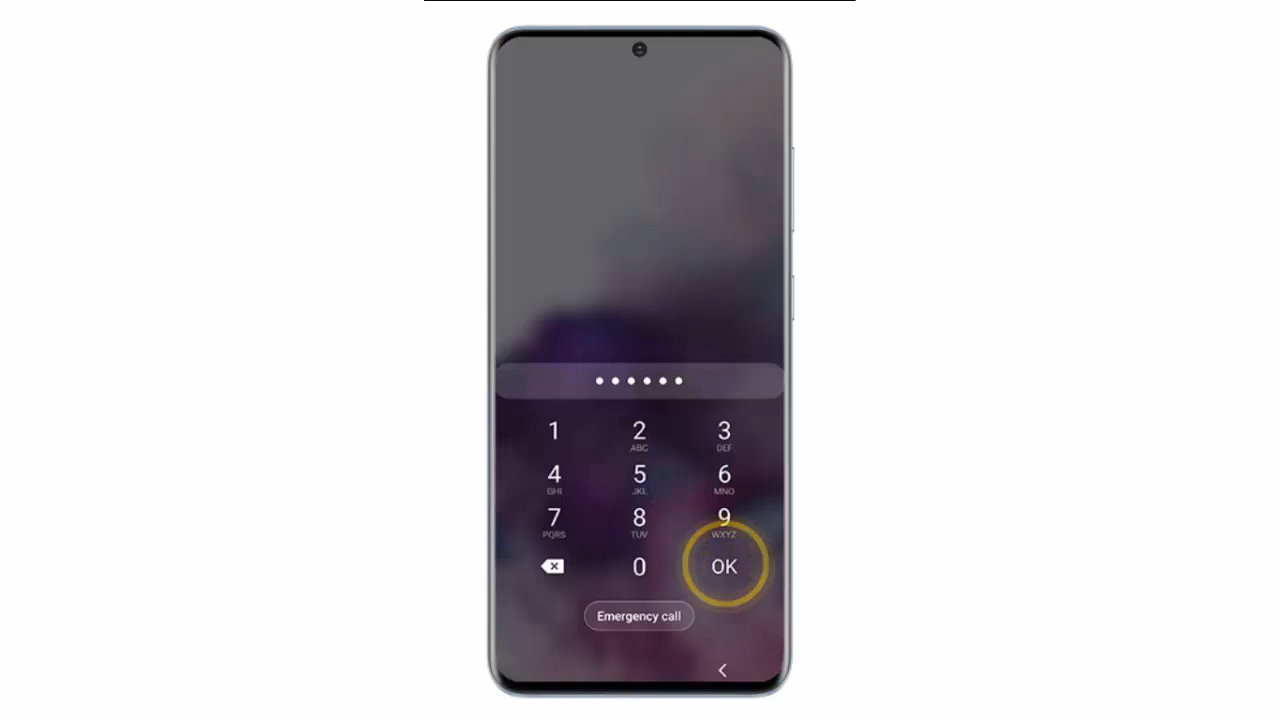 1 2 3
ABC DEF
4 5 6
GHI JKL MNO
7 8 9
PQRS TUV WXYZ
0 OK
Emergency call